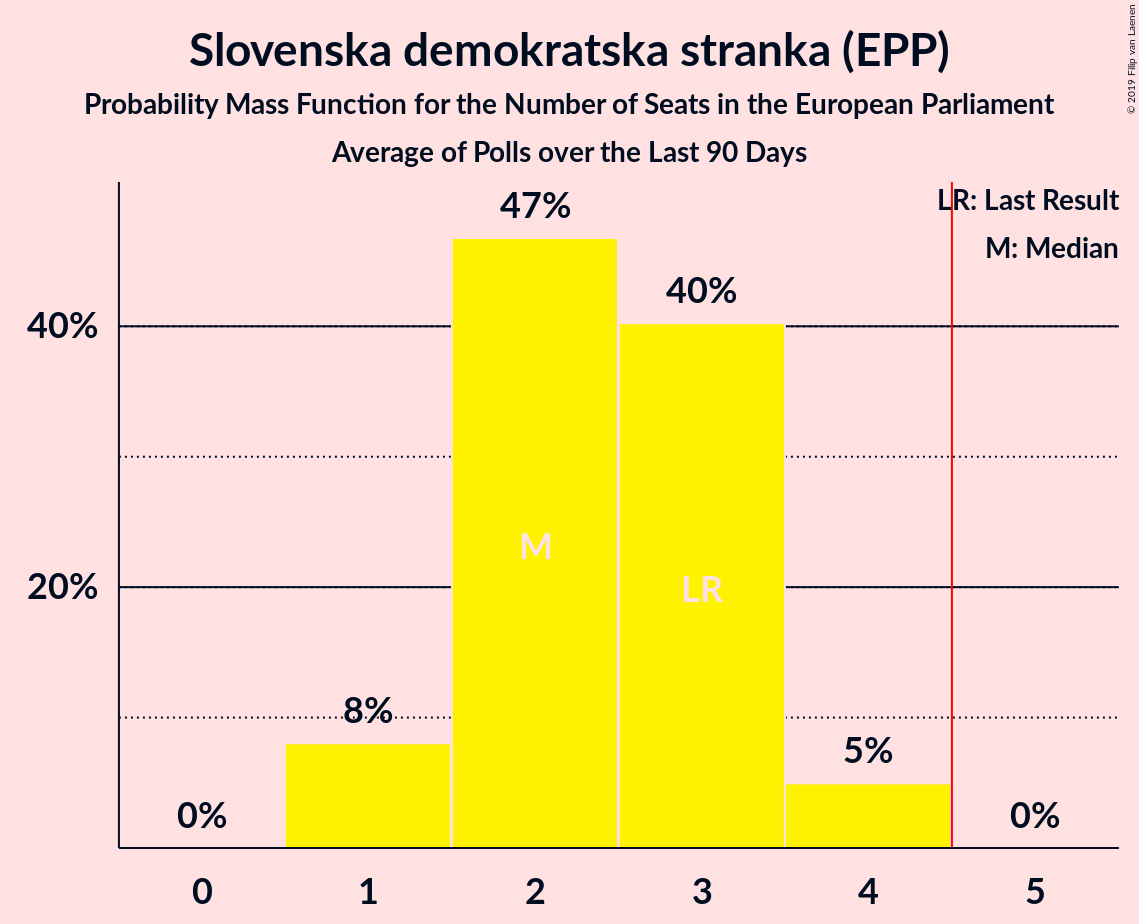 Slovenska demokratska stranka (EPP)
Probability Mass Function for the Number of Seats in the European Parliament
Average of Polls over the Last 90 Days
© 2019 Filip van Laenen
LR: Last Result
M: Median
47%
40%
40%
M
LR
20%
8%
5%
0%
0%
0 1 2 3 4 5